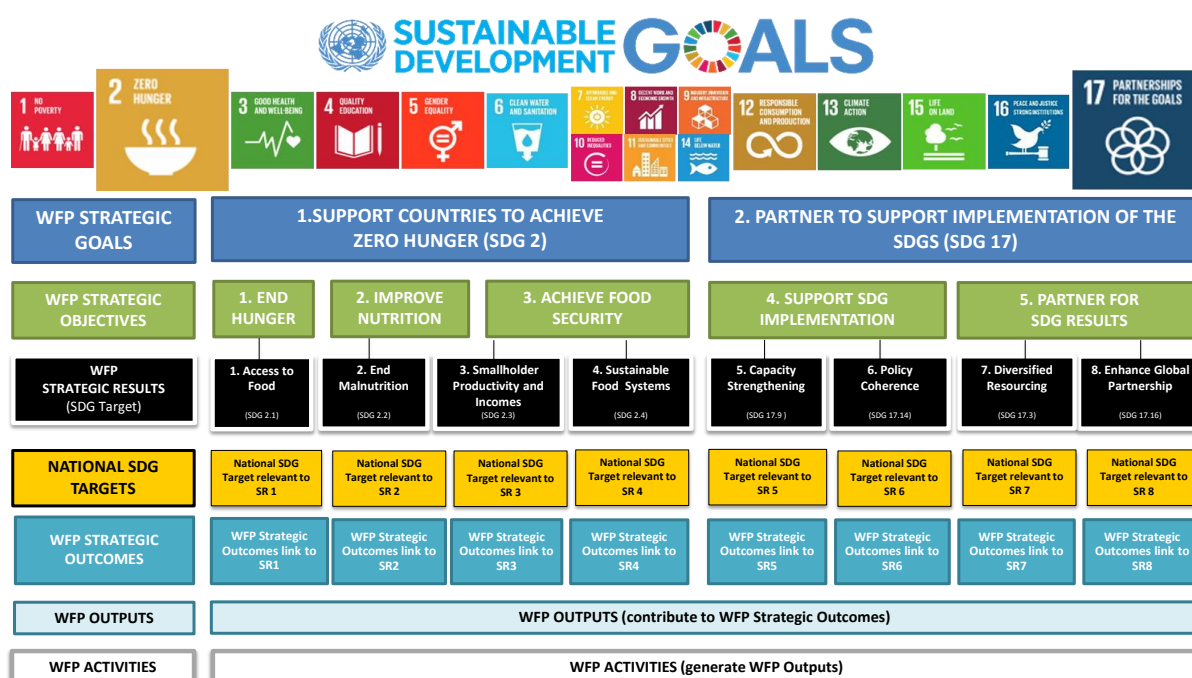 SUSTAINABLE
DEVELOPMENT
GOALS
1 NO
POVERTY
2 ZERO
HUNGER
3 GOOD HEALTH
AND WELL-BEING
4 QUALITY
EDUCATION
5 GENDER
EQUALITY
6 CLEAN WATER
AND SANITATION
7 AFFORDABLE AND
CLEAN ENERGY
8 DECENT WORK AND
ECONOMIC GROWTH
9 INDUSTRY, INNOVATION
AND INFRASTRUCTURE
10 REDUCED
INEQUALITIES
11 SUSTAINABLE CITIES
AND COMMUNITIES
14 LIFE
BELOW WATER
12 RESPONSIBLE
CONSUMPTION
AND PRODUCTION
13 CLIMATE
ACTION
15 LIFE
ON LAND
16 PEACE AND JUSTICE
STRONG INSTITUTIONS
17 PARTNERSHIPS
FOR THE GOALS
WFP STRATEGIC
GOALS
1.SUPPORT COUNTRIES TO ACHIEVE
ZERO HUNGER (SDG 2)
2. PARTNER TO SUPPORT IMPLEMENTATION OF THE
SDGS (SDG 17)
WFP STRATEGIC
OBJECTIVES
1. END
HUNGER
2. IMPROVE
NUTRITION
3. ACHIEVE FOOD
SECURITY
4. SUPPORT SDG
IMPLEMENTATION
5. PARTNER FOR
SDG RESULTS
WFP
STRATEGIC RESULTS
(SDG Target)
1. Access to
Food
(SDG 2.1)
2. End
Malnutrition
(SDG 2.2)
3. Smallholder
Productivity and
Incomes
(SDG 2.3)
4. Sustainable
Food Systems
(SDG 2.4)
5. Capacity
Strengthening
(SDG 17.9 )
6. Policy
Coherence
(SDG 17.14)
7. Diversified
Resourcing
(SDG 17.3)
8. Enhance Global
Partnership
(SDG 17.16)
NATIONAL SDG
TARGETS
National SDG
Target relevant to
SR 1
National SDG
Target relevant to
SR 2
National SDG
Target relevant to
SR 3
National SDG
Target relevant to
SR 4
National SDG
Target relevant to
SR 5
National SDG
Target relevant to
SR 6
National SDG
Target relevant to
SR 7
National SDG
Target relevant to
SR 8
WFP STRATEGIC
OUTCOMES
WFP Strategic
Outcomes link to
SR1
WFP Strategic
Outcomes link to
SR2
WFP Strategic
Outcomes link to
SR3
WFP Strategic
Outcomes link to
SR4
WFP Strategic
Outcomes link to
SR5
WFP Strategic
Outcomes link to
SR6
WFP Strategic
Outcomes link to
SR7
WFP Strategic
Outcomes link to
SR8
WFP OUTPUTS
WFP OUTPUTS (contribute to WFP Strategic Outcomes)
WFP ACTIVITIES
WFP ACTIVITIES (generate WFP Outputs)